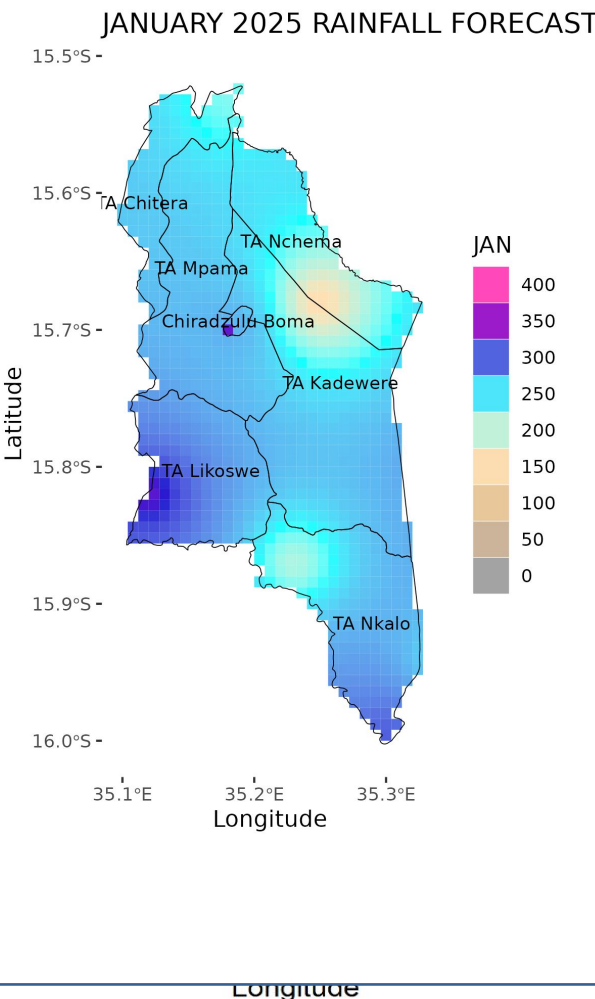 JANUARY 2025 RAINFALL FORECAST
15.5°S
15.6°S
15.7°S
15.8°S
15.9°S
16.0°S
Latitude
TA Chitera
TA Nchema
TA Mpama
Chiradzulu Boma
TA Kadewere
TA Likoswe
TA Nkalo
JAN
400
350
300
250
200
150
100
50
0
35.1°E
35.2°E
35.3°E
Longitude
Longitude